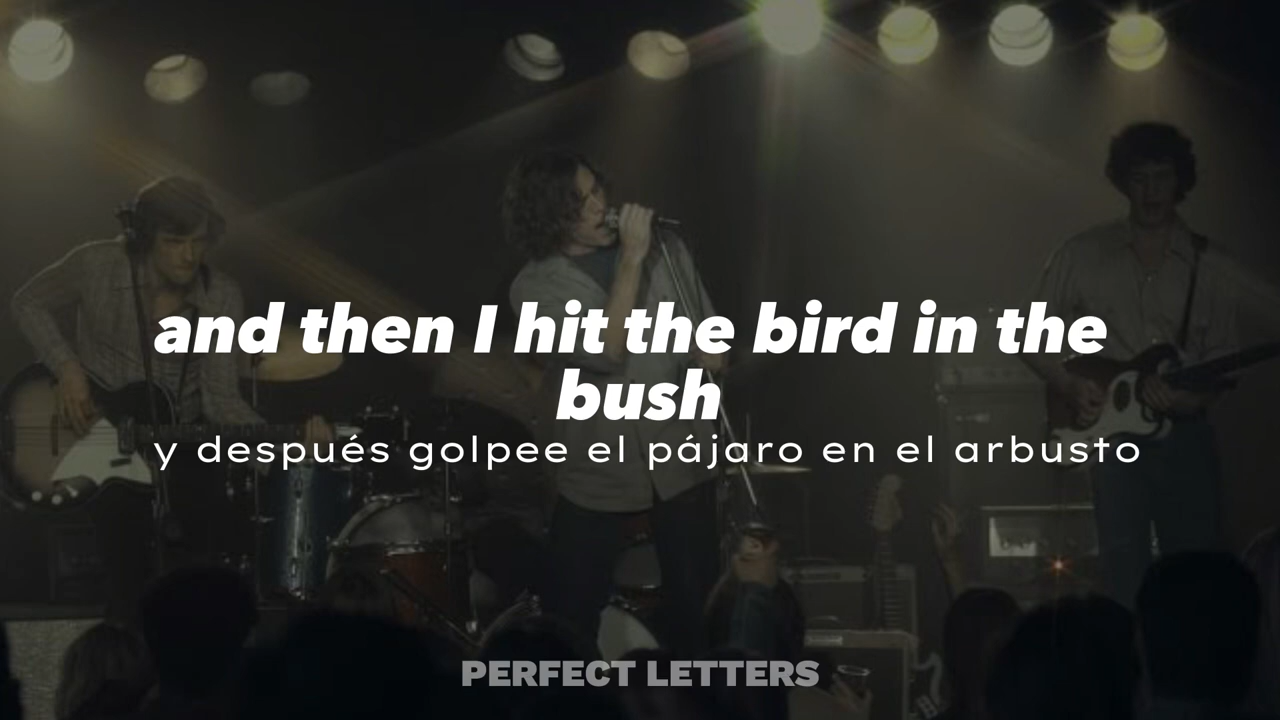 and then I hit the bird in the
bush
y después golpee el pájaro en el arbusto
PERFECT LETTERS